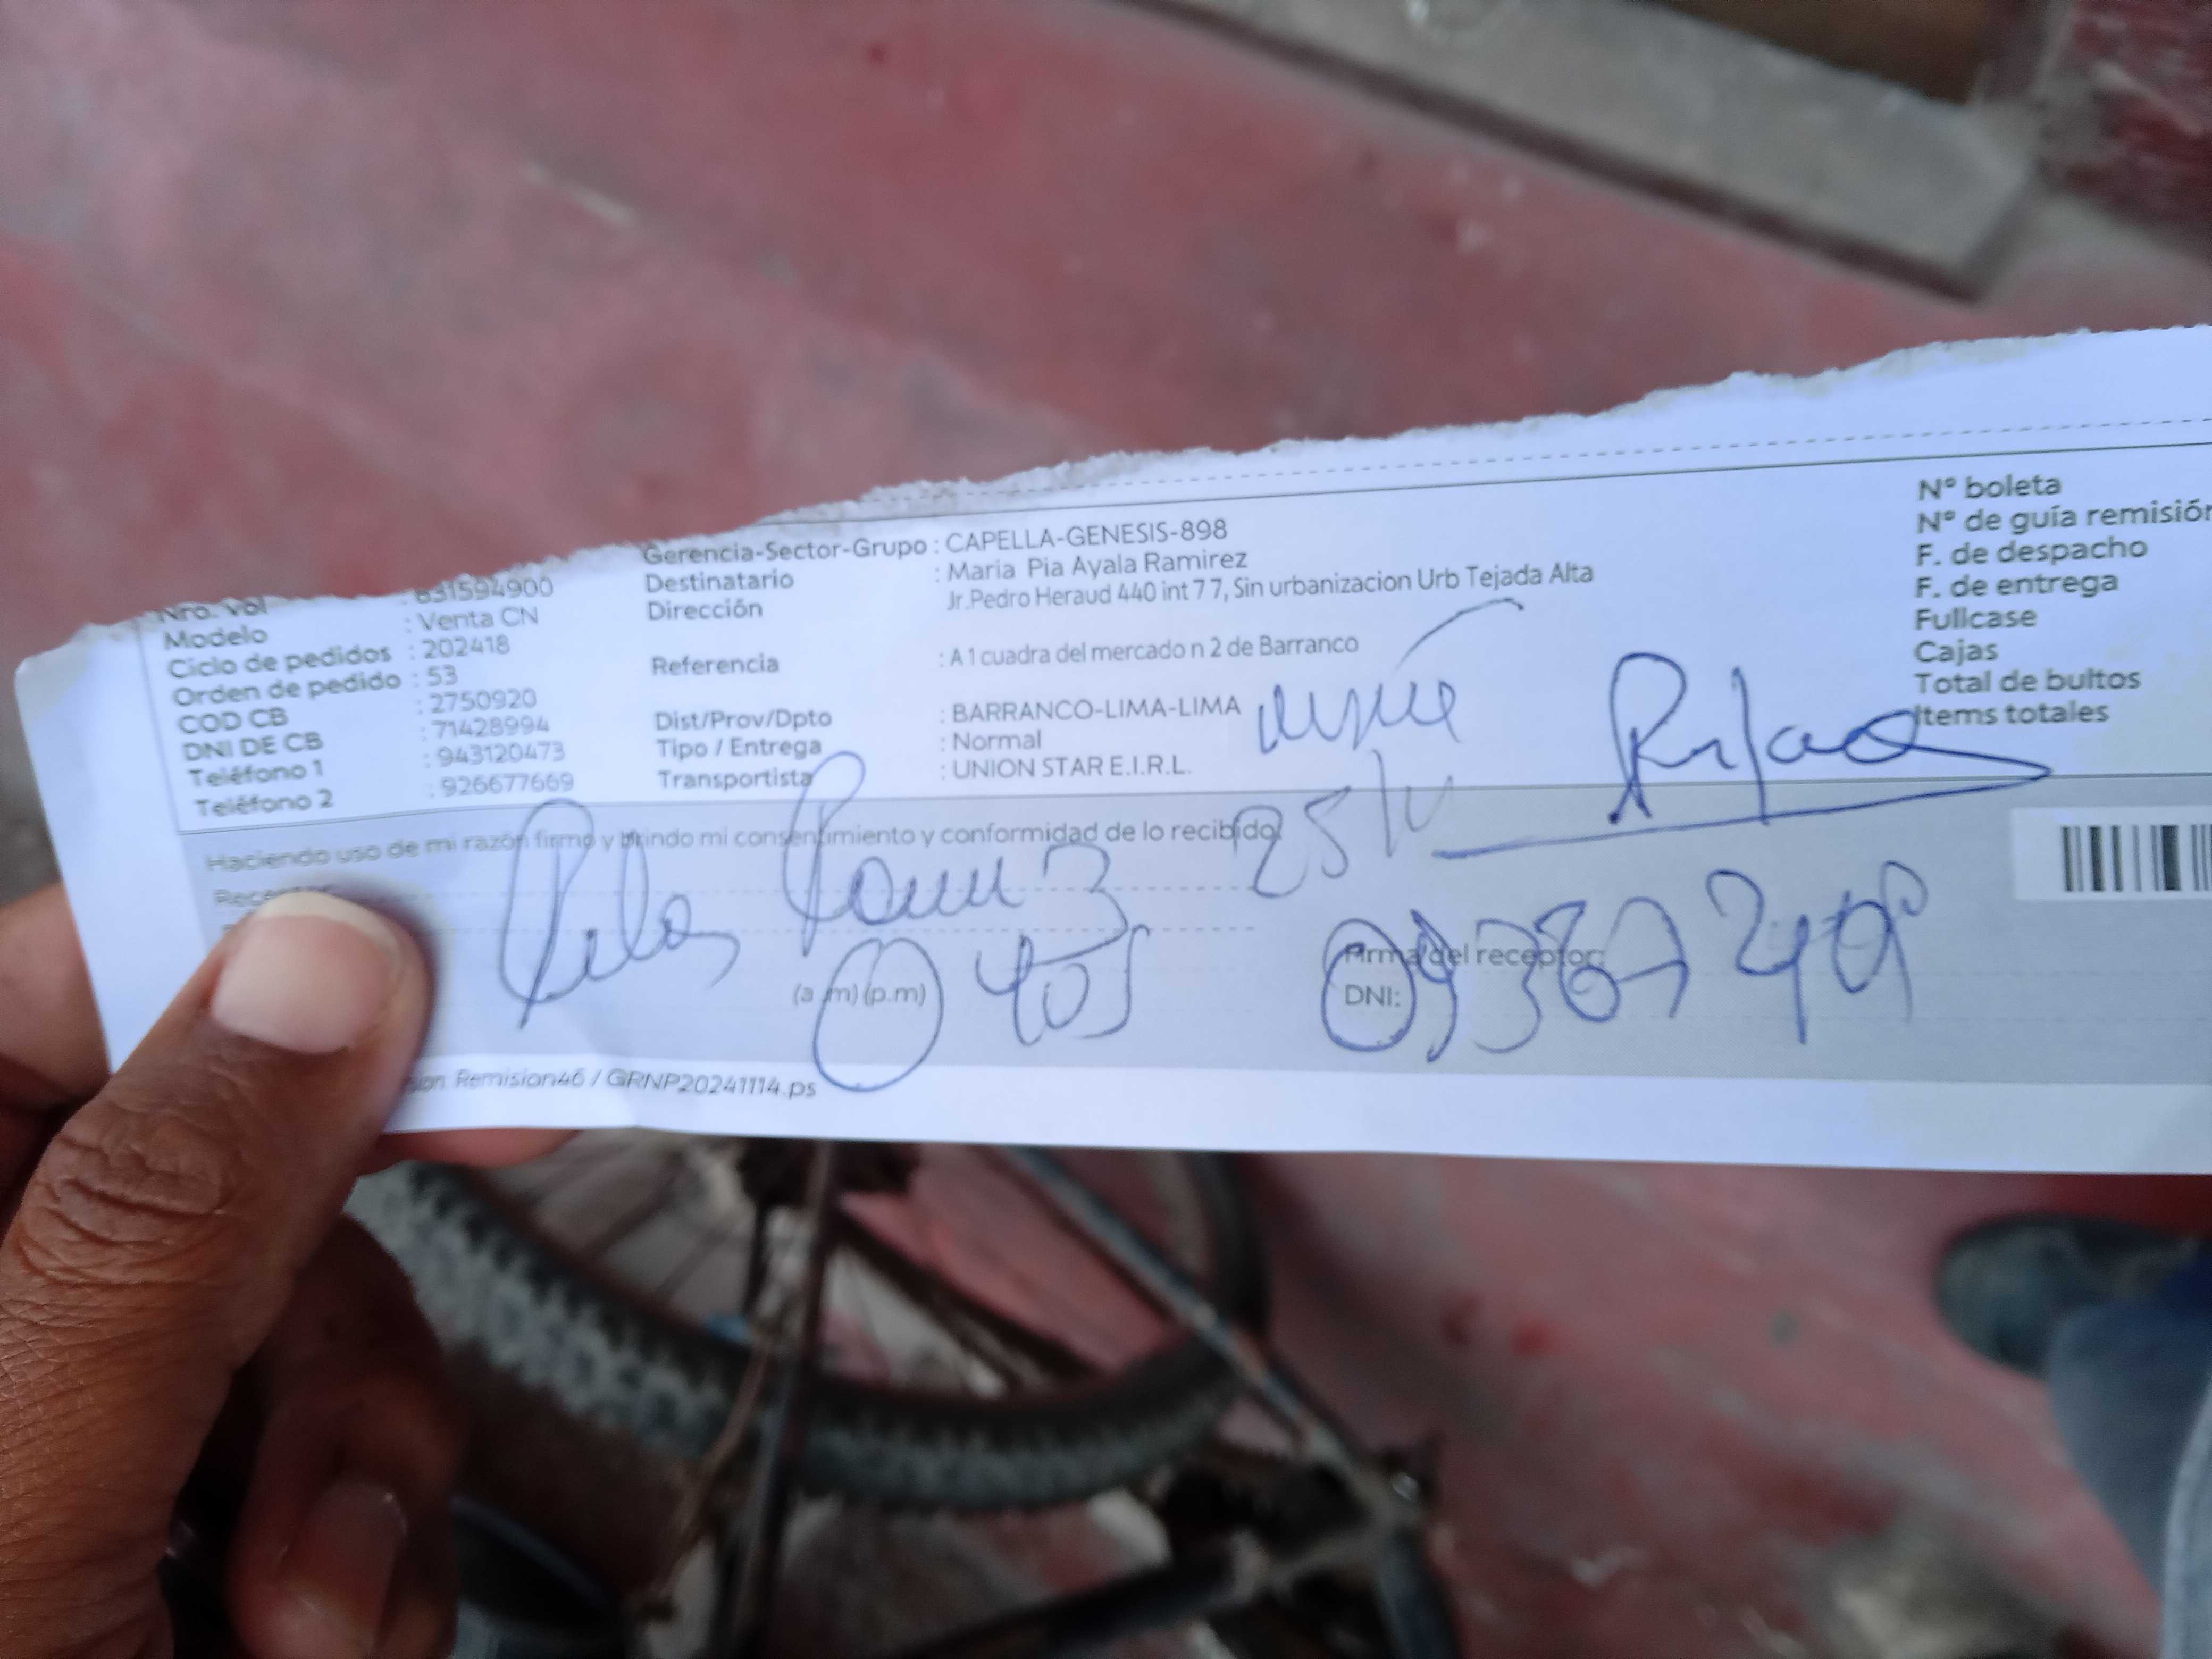 Nro. Vol : 831594900
Modelo : Venta CN
Ciclo de pedidos : 202418
Orden de pedido : 53
COD CB : 2750920
DNI DE CB : 71428994
Teléfono 1 : 943120473
Teléfono 2 : 926677669
Gerencia-Sector-Grupo : CAPELLA-GENESIS-898
Destinatario : Maria Pia Ayala Ramirez
Dirección Jr.Pedro Heraud 440 int 7 7, Sin urbanizacion Urb Tejada Alta
Referencia : A 1 cuadra del mercado n 2 de Barranco
Dist/Prov/Dpto : BARRANCO-LIMA-LIMA
Tipo / Entrega : Normal
Transportista : UNION STAR E.I.R.L.
N° boleta
N° de guía remisión
F. de despacho
F. de entrega
Fullcase
Cajas
Total de bultos
Items totales
Haciendo uso de mi razón firmo y brindo mi consentimiento y conformidad de lo recibido
25
(a .m) (p.m) 405
Firma del receptor:
DNI:
Remision46 / GRNP20241114.ps